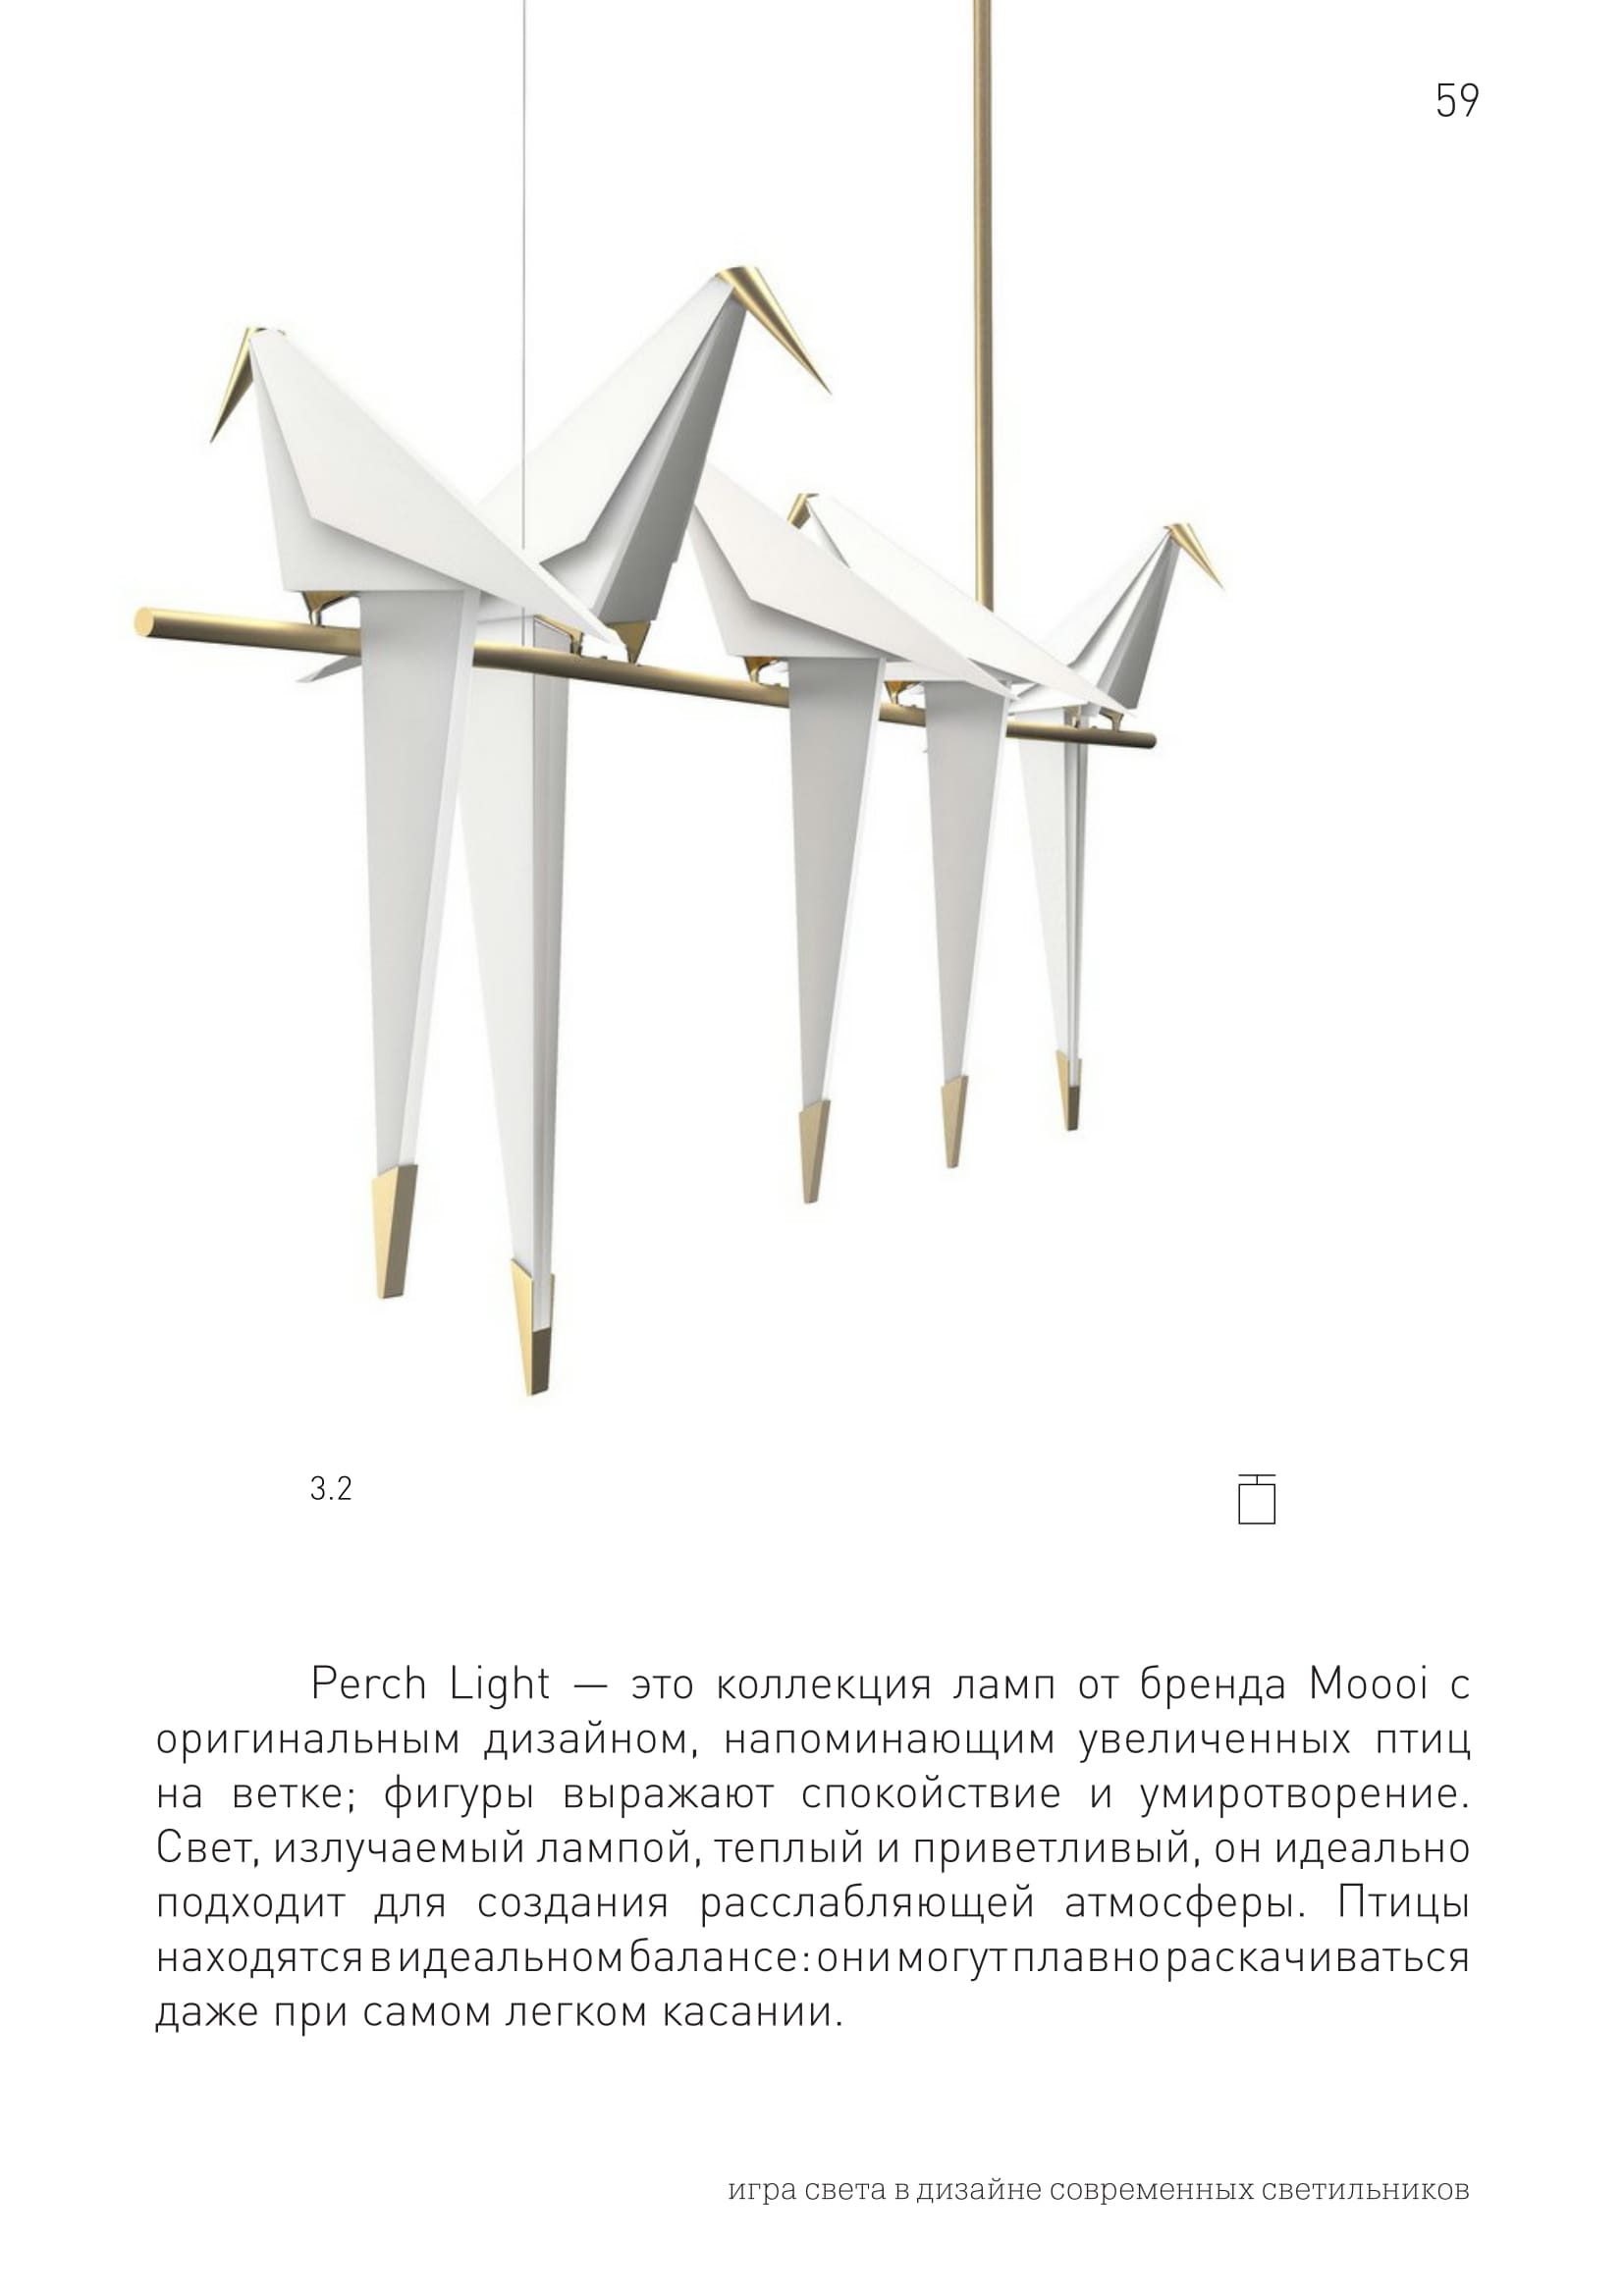 59
3.2
Perch Light — это коллекция ламп от бренда Moooi с
оригинальным дизайном, напоминающим увеличенных птиц
на ветке; фигуры выражают спокойствие и умиротворение.
Свет, излучаемый лампой, теплый и приветливый, он идеально
подходит для создания расслабляющей атмосферы. Птицы
находятся в идеальном балансе: они могут плавно раскачиваться
даже при самом легком касании.
игра света в дизайне современных светильников